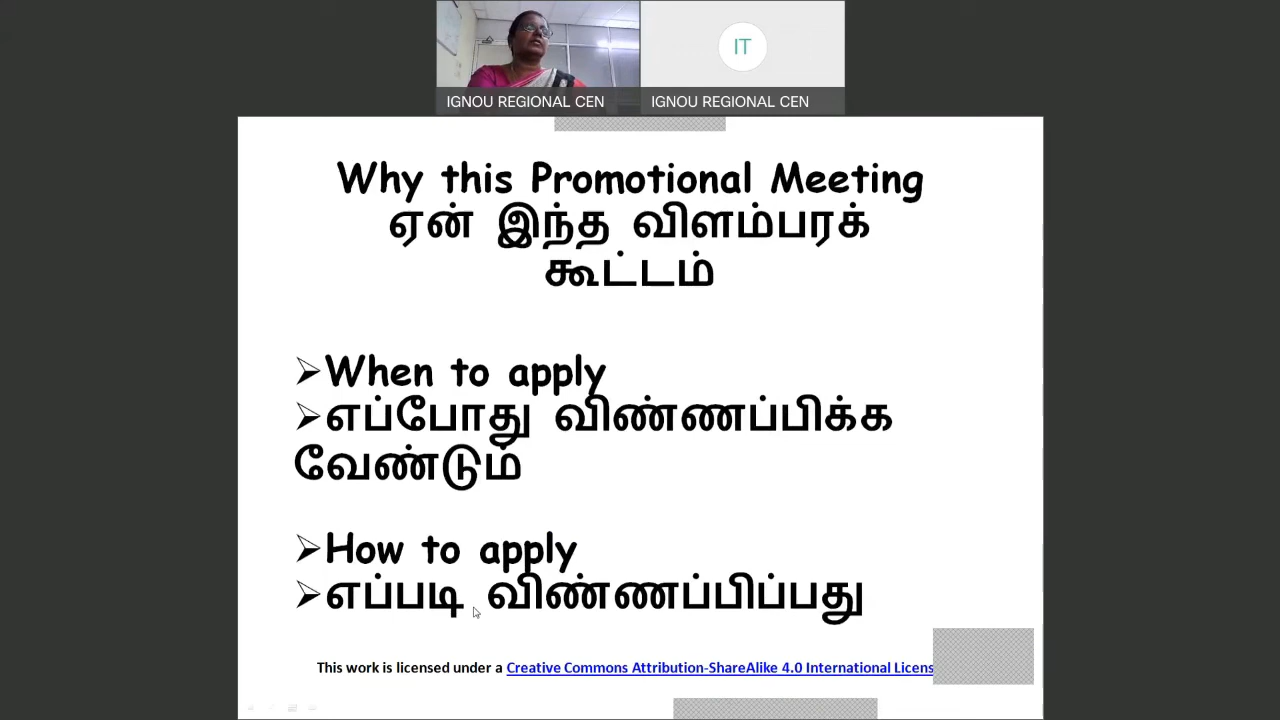 IT
IGNOU REGIONAL CEN
IGNOU REGIONAL CEN
Why this Promotional Meeting
ஏன் இந்த விளம்பரக்
கூட்டம்
➢When to apply
➢எப்போது விண்ணப்பிக்க
வேண்டும்
➢How to apply
➢எப்படி விண்ணப்பிப்பது
This work is licensed under a Creative Commons Attribution-ShareAlike 4.0 International Licens